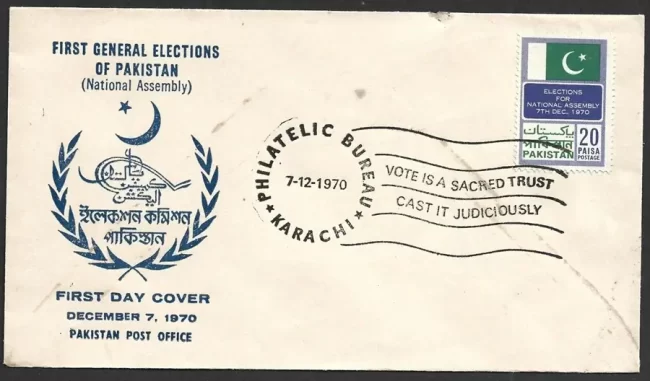 FIRST GENERAL ELECTIONS
OF PAKISTAN
(National Assembly)
ইলেকশন কমিশন
পাকিস্তান
FIRST DAY COVER
DECEMBER 7, 1970
PAKISTAN POST OFFICE
PHILATELIC BUREAU
7-12-1970
★ KARACHI ★
VOTE IS A SACRED TRUST
CAST IT JUDICIOUSLY
ELECTIONS
FOR
NATIONAL ASSEMBLY
7TH DEC. 1970
پاکستان
পাকিস্তান
PAKISTAN
20
PAISA
POSTAGE